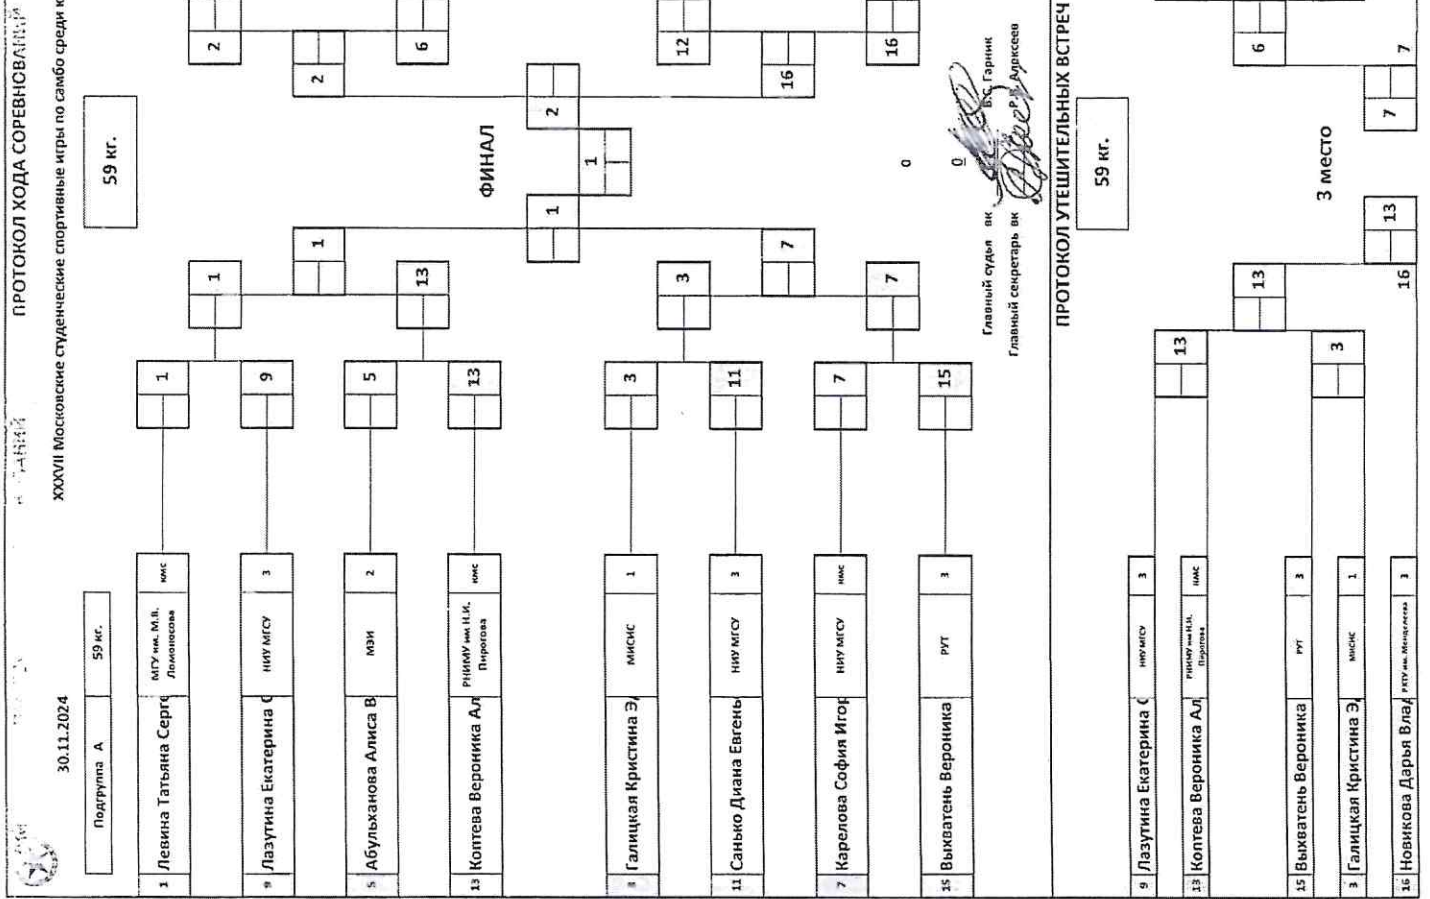 ПРОТОКОЛ ХОДА СОРЕВНОВАНИЙ
XXXVII Московские студенческие спортивные игры по самбо среди к
30.11.2024
59 кг.
Подгруппа А
59 кг.
1 Левина Татьяна Серге МГУ им. М.В. Ломоносова кмс 1
9 Лазутина Екатерина С НИУ МГСУ 3 9
5 Абульханова Алиса В МЭИ 2 5
13 Коптева Вероника Ал РНИМУ им Н.И. Пирогова кмс 13
3 Галицкая Кристина Э МИСИС 1 3
11 Санько Диана Евгень НИУ МГСУ 3 11
7 Карелова София Игор НИУ МГСУ кмс 7
15 Выхватень Вероника РУТ 3 15
1
13
3
7
1
7
1
ФИНАЛ
1
2
2
16
2
6
12
16
0
0
Главный судья вк В.С. Гарник
Главный секретарь вк Р.В. Алексеев
ПРОТОКОЛ УТЕШИТЕЛЬНЫХ ВСТРЕЧ
59 кг.
9 Лазутина Екатерина С НИУ МГСУ 3
13 Коптева Вероника Ал РНИМУ им Н.И. Пирогова кмс 13
15 Выхватень Вероника РУТ 3
3 Галицкая Кристина Э МИСИС 1 3
16 Новикова Дарья Влад РХТУ им. Менделеева 3
13
16
13
3 место
7
6
7